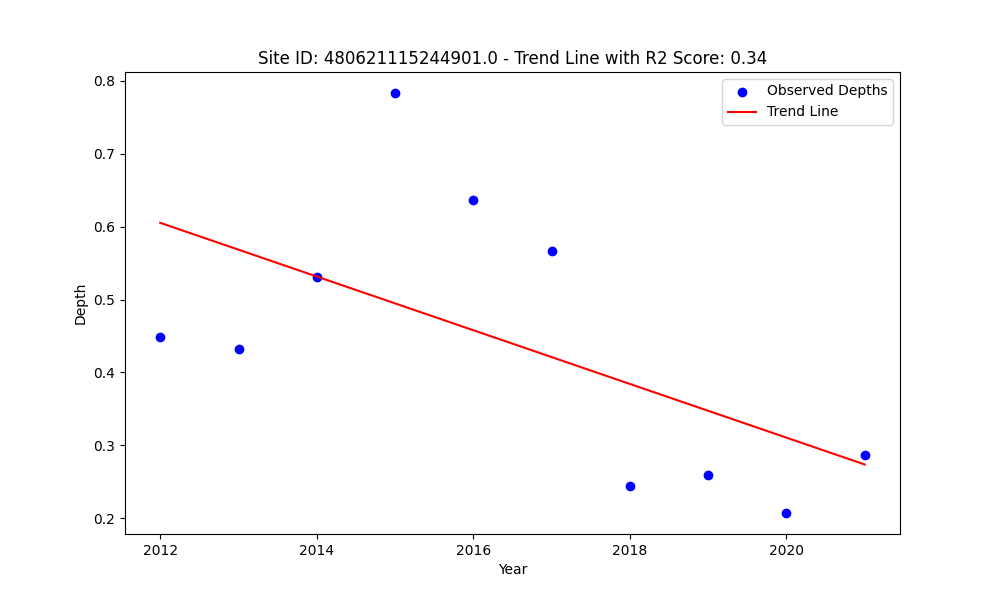 Site ID: 480621115244901.0 - Trend Line with R2 Score: 0.34
Observed Depths
Trend Line
0.8
0.7
0.6
0.5
0.4
0.3
0.2
Depth
2012
2014
2016
2018
2020
Year